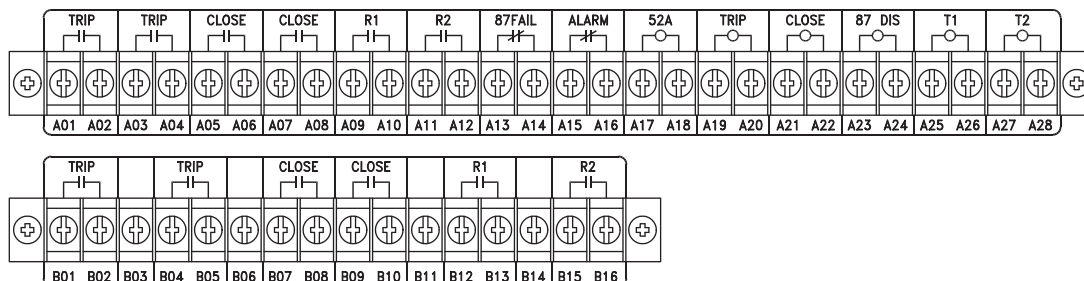 TRIP TRIP CLOSE CLOSE R1 R2 87FAIL ALARM 52A TRIP CLOSE 87 DIS T1 T2
A01 A02 A03 A04 A05 A06 A07 A08 A09 A10 A11 A12 A13 A14 A15 A16 A17 A18 A19 A20 A21 A22 A23 A24 A25 A26 A27 A28
TRIP TRIP CLOSE CLOSE R1 R2
B01 B02 B03 B04 B05 B06 B07 B08 B09 B10 B11 B12 B13 B14 B15 B16